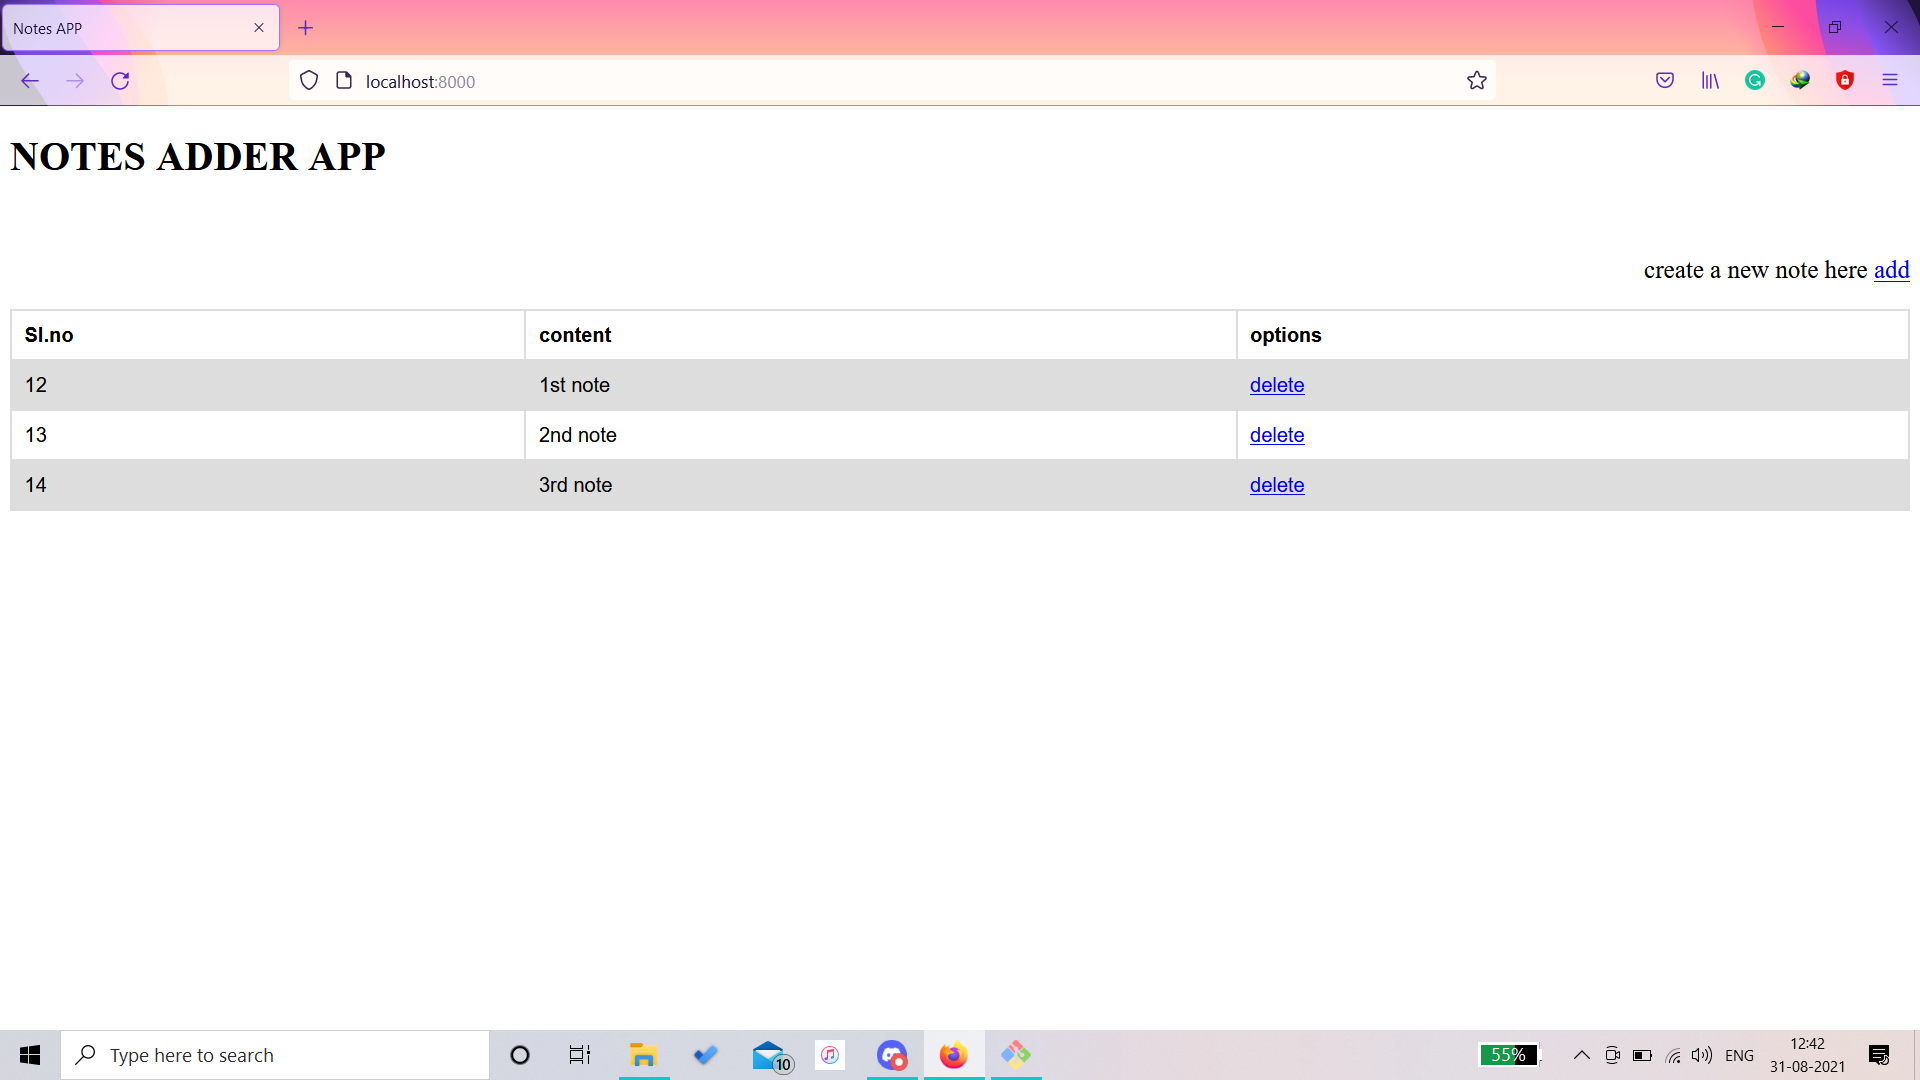 Notes APP
localhost:8000
NOTES ADDER APP
create a new note here add
Sl.no content options
12 1st note delete
13 2nd note delete
14 3rd note delete
Type here to search
10
55%
ENG
12:42
31-08-2021